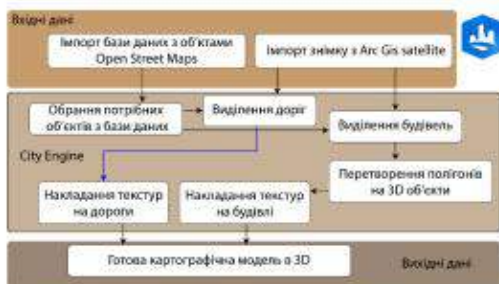 Вхідні дані
Імпорт бази даних з об'єктами
Open Street Maps
Імпорт знімку з Arc Gis satellite
Обрання потрібних
об'єктів з бази даних
Виділення доріг
Виділення будівель
City Engine
Перетворення полігонів
на 3D об'єкти
Накладання текстур
на дороги
Накладання текстур
на будівлі
Готова картографічна модель в 3D
Вихідні дані